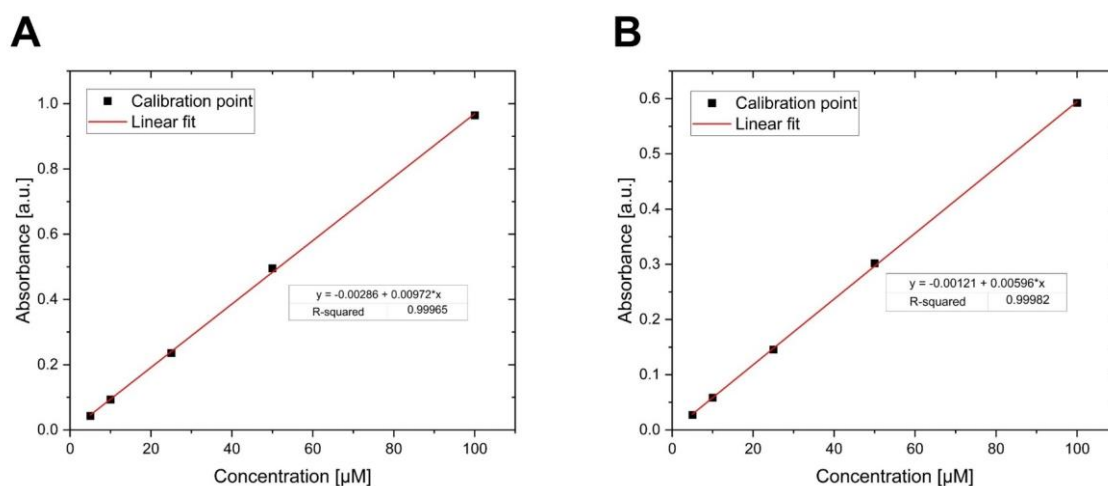 A
Calibration point
Linear fit
1.0
0.8
0.6
0.4
0.2
0.0
Absorbance [a.u.]
y = -0.00286 + 0.00972*x
R-squared 0.99965
0 20 40 60 80 100
Concentration [µM]
B
Calibration point
Linear fit
0.6
0.5
0.4
0.3
0.2
0.1
0.0
Absorbance [a.u.]
y = -0.00121 + 0.00596*x
R-squared 0.99982
0 20 40 60 80 100
Concentration [µM]